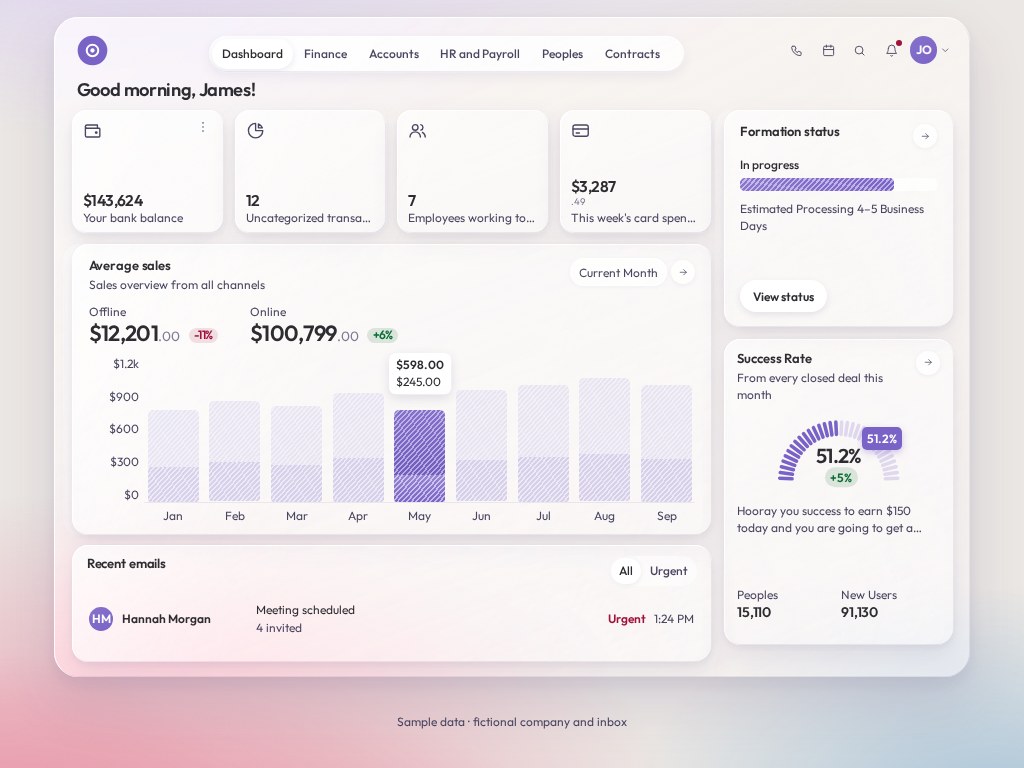 Dashboard
Finance
Accounts
HR and Payroll
Peoples
Contracts
JO
Good morning, James!
$143,624
Your bank balance
12
Uncategorized transa...
7
Employees working to...
$3,287
.49
This week's card spen...
Formation status
In progress
Estimated Processing 4–5 Business
Days
View status
Average sales
Sales overview from all channels
Current Month
Offline
$12,201.00 -11%
Online
$100,799.00 +6%
$1.2k
$900
$600
$300
$0
$598.00
$245.00
Jan
Feb
Mar
Apr
May
Jun
Jul
Aug
Sep
Success Rate
From every closed deal this
month
51.2%
51.2%
+5%
Hooray you success to earn $150
today and you are going to get a...
Peoples
15,110
New Users
91,130
Recent emails
All
Urgent
HM
Hannah Morgan
Meeting scheduled
4 invited
Urgent 1:24 PM
Sample data · fictional company and inbox